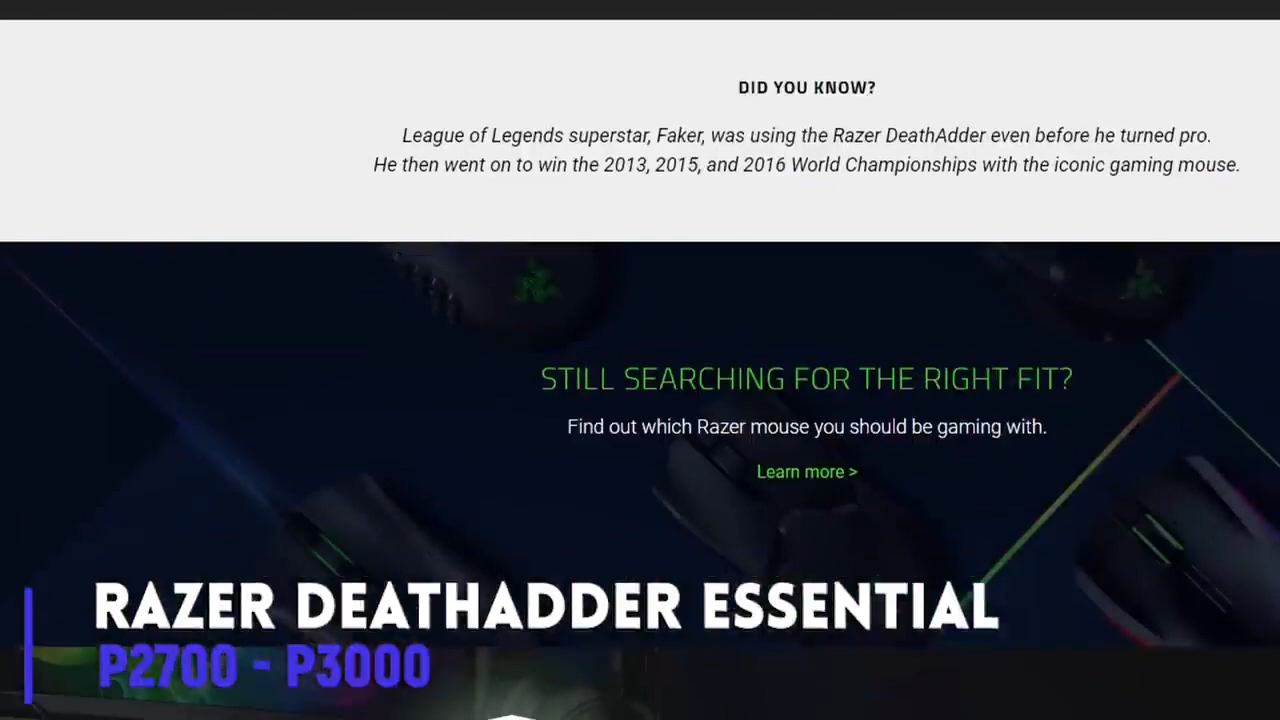 DID YOU KNOW?
League of Legends superstar, Faker, was using the Razer DeathAdder even before he turned pro.
He then went on to win the 2013, 2015, and 2016 World Championships with the iconic gaming mouse.
STILL SEARCHING FOR THE RIGHT FIT?
Find out which Razer mouse you should be gaming with.
Learn more >
RAZER DEATHADDER ESSENTIAL
P2700 - P3000